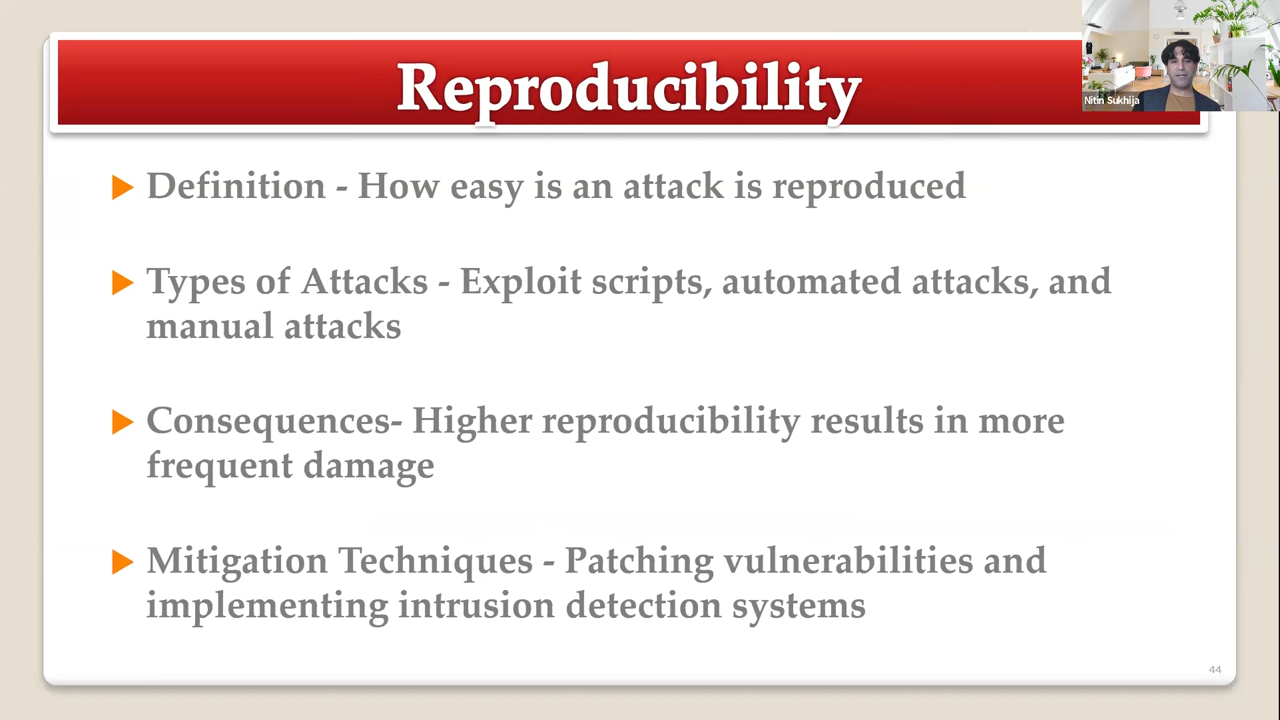 Reproducibility
Nitin Sukhija
Definition - How easy is an attack is reproduced
Types of Attacks - Exploit scripts, automated attacks, and
manual attacks
Consequences- Higher reproducibility results in more
frequent damage
Mitigation Techniques - Patching vulnerabilities and
implementing intrusion detection systems
44